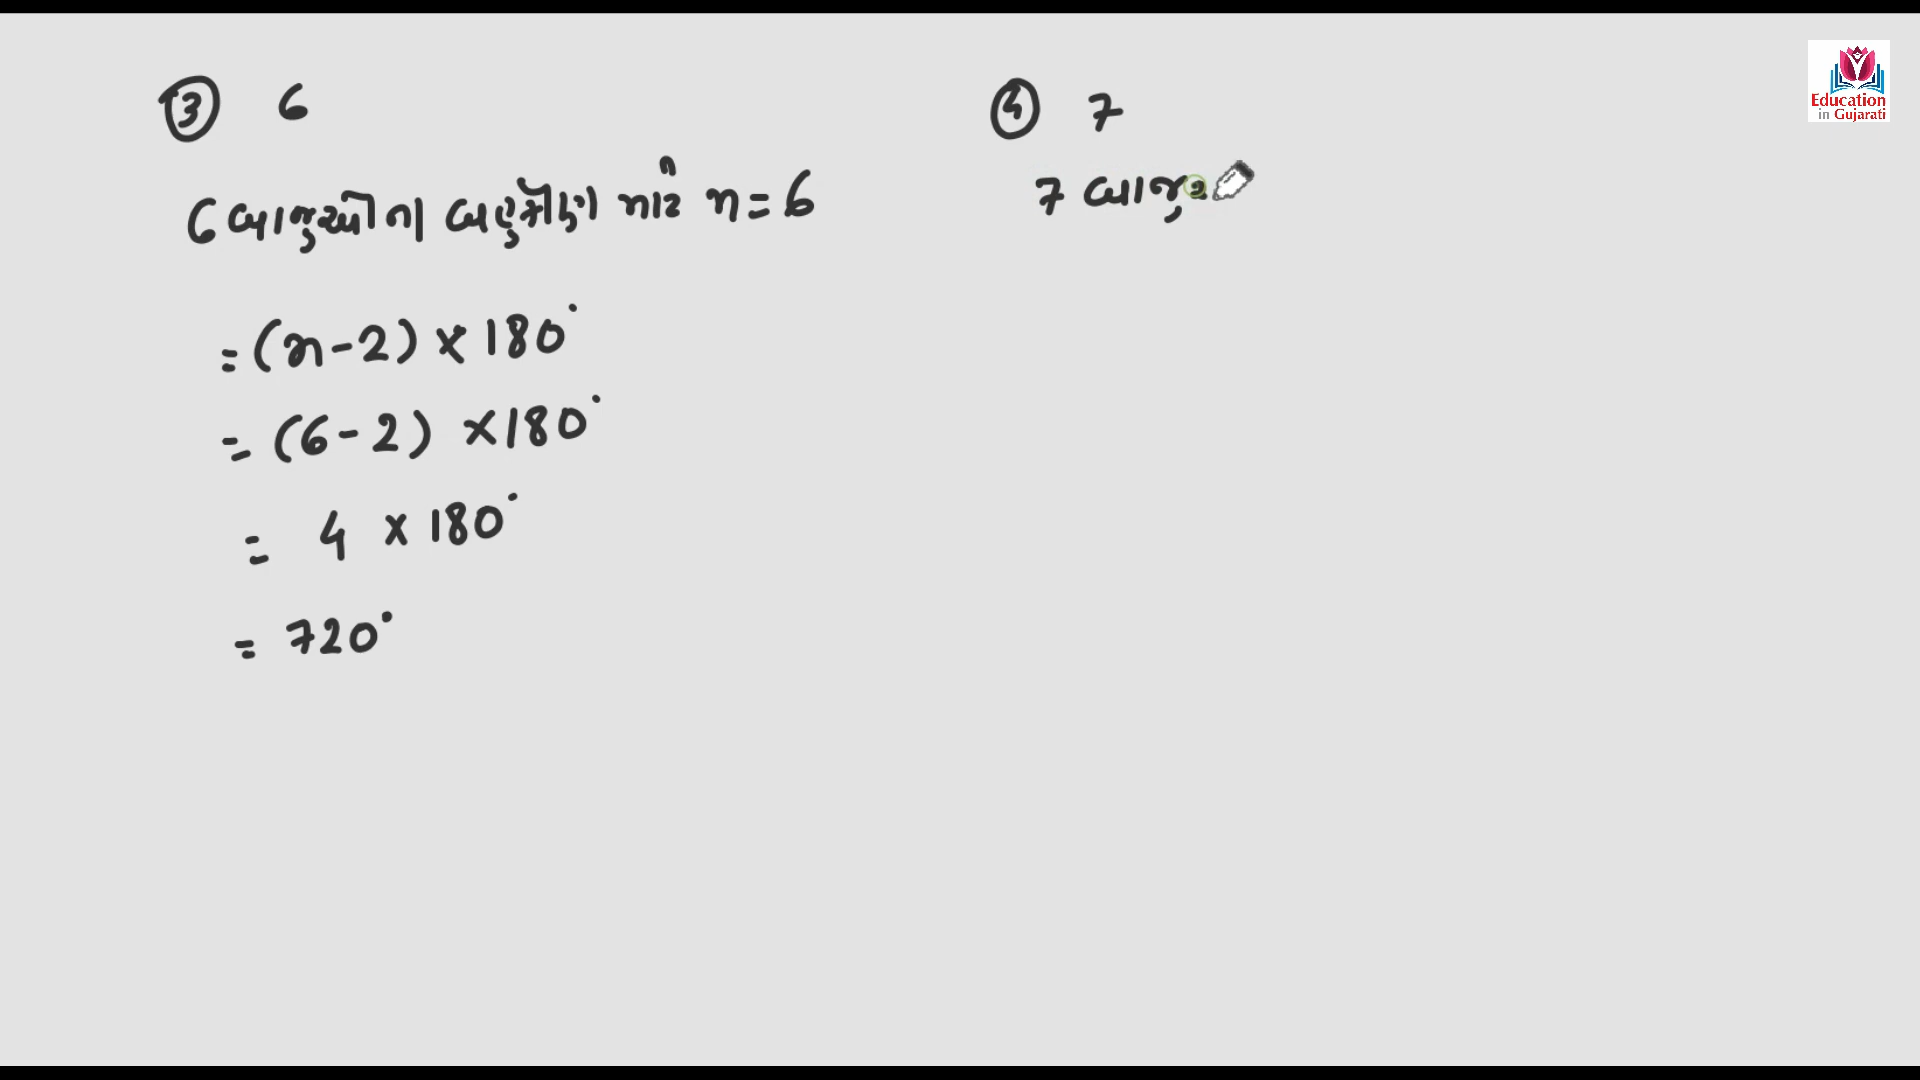 ③ 6
6 બાજુઓના બહુકોણ માટે n = 6
= (n - 2) × 180°
= (6 - 2) × 180°
= 4 × 180°
= 720°
④ 7
7 બાજુ
Education
in Gujarati